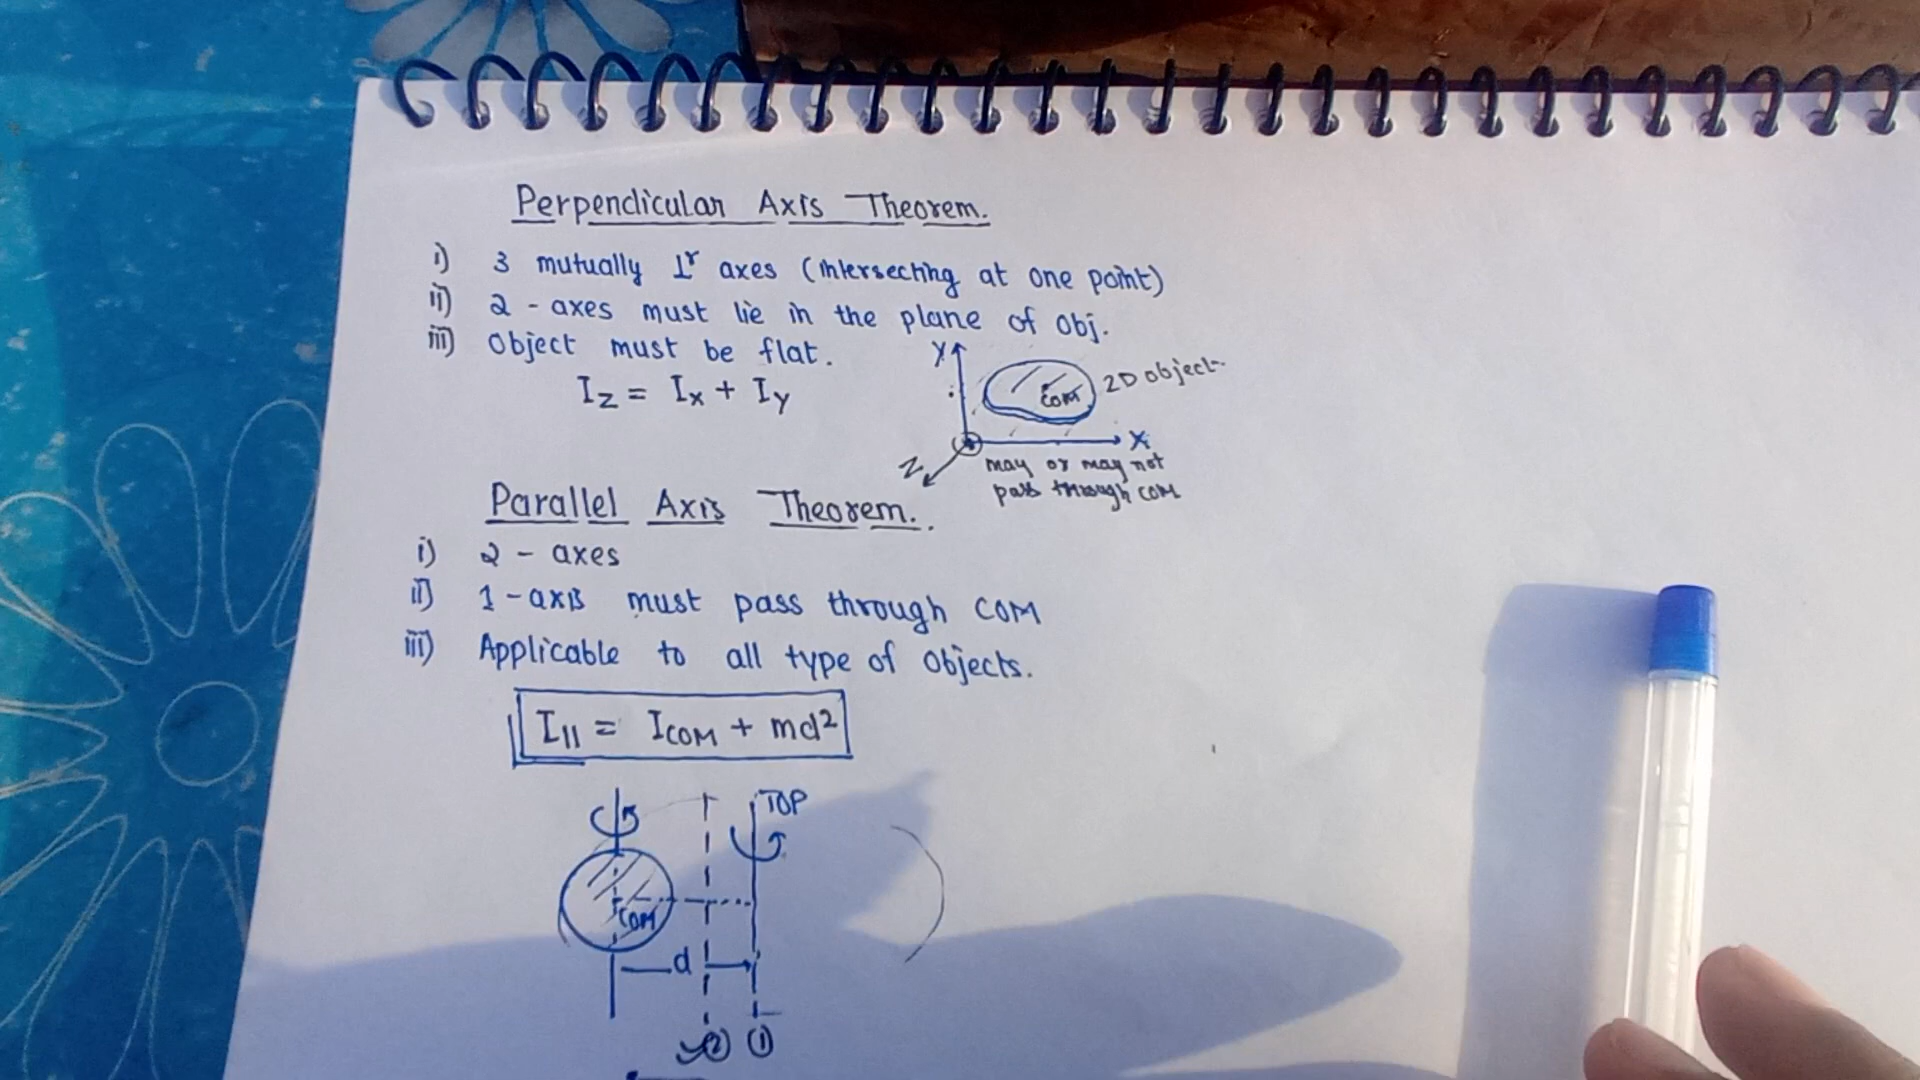 Perpendicular Axis Theorem.
i) 3 mutually ⊥r axes (intersecting at one point)
ii) 2 - axes must lie in the plane of obj.
iii) Object must be flat.
Iz = Ix + Iy
Y
COM
2D object
X
Z
may or may not
pass through COM
Parallel Axis Theorem.
i) 2 - axes
ii) 1 - axis must pass through COM
iii) Applicable to all type of Objects.
I|| = ICOM + md²
TOP
COM
d
② ①